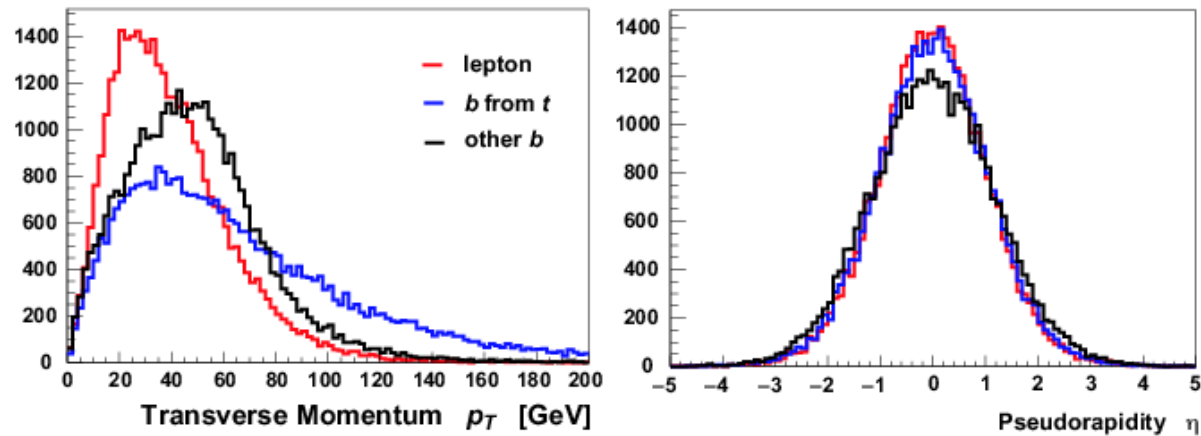 1400
1200
1000
800
600
400
200
0
lepton
b from t
other b
0 20 40 60 80 100 120 140 160 180 200
Transverse Momentum pT [GeV]
1400
1200
1000
800
600
400
200
0
−5 −4 −3 −2 −1 0 1 2 3 4 5
Pseudorapidity η